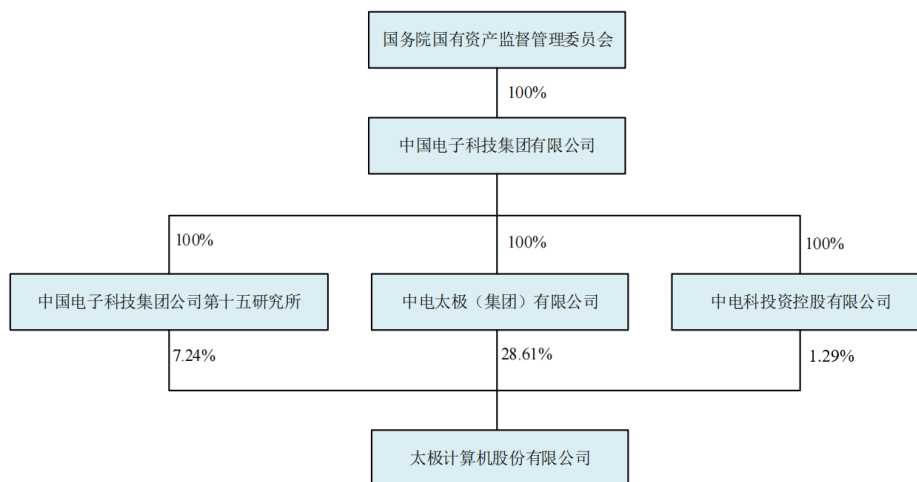 国务院国有资产监督管理委员会
100%
中国电子科技集团有限公司
100%
100%
100%
中国电子科技集团公司第十五研究所
中电太极（集团）有限公司
中电科投资控股有限公司
7.24%
28.61%
1.29%
太极计算机股份有限公司